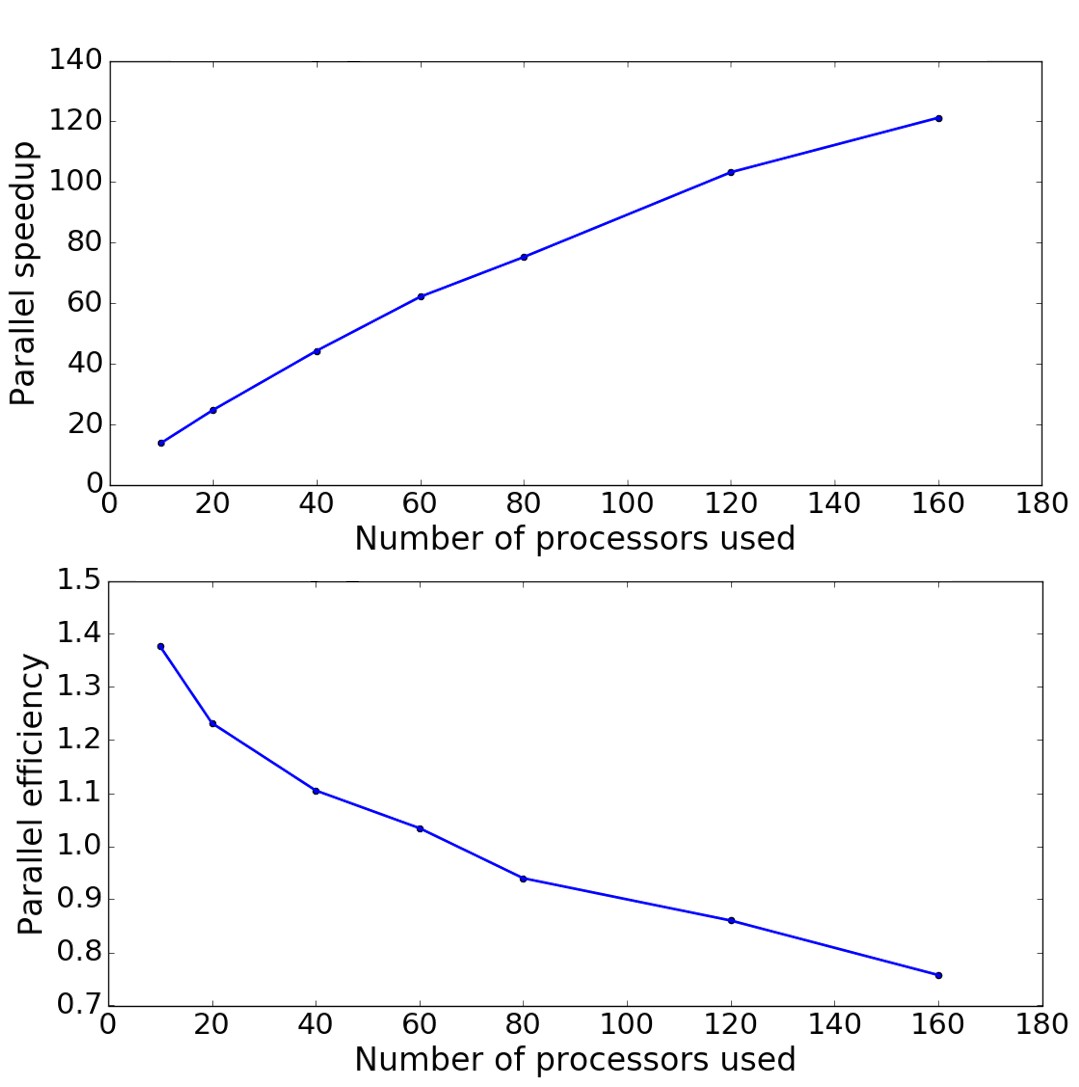 140
120
100
80
60
40
20
0
Parallel speedup
0 20 40 60 80 100 120 140 160 180
Number of processors used
1.5
1.4
1.3
1.2
1.1
1.0
0.9
0.8
0.7
Parallel efficiency
0 20 40 60 80 100 120 140 160 180
Number of processors used